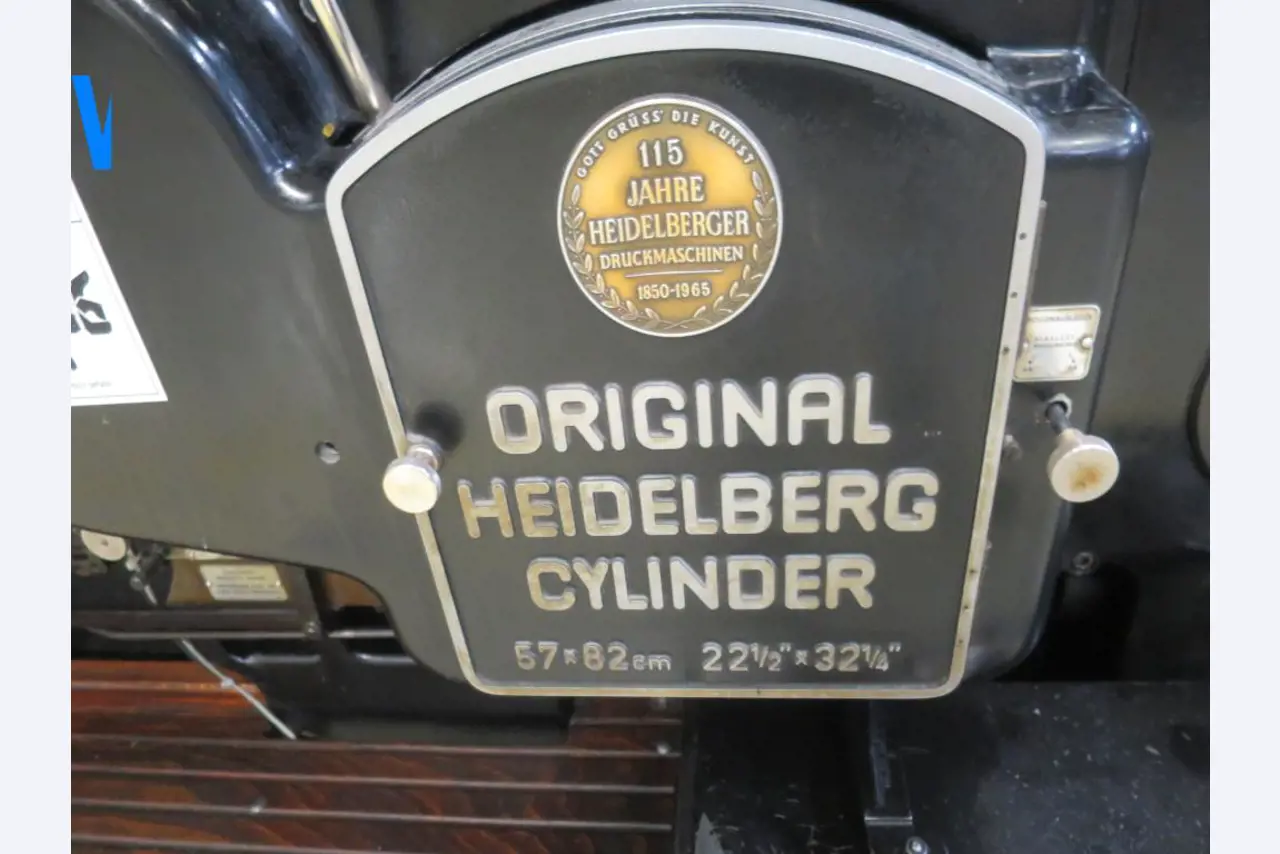 GOTT GRÜSS' DIE KUNST
115
JAHRE
HEIDELBERGER
DRUCKMASCHINEN
1850-1965
ORIGINAL
HEIDELBERG
CYLINDER
57×82cm 22½"×32¼"